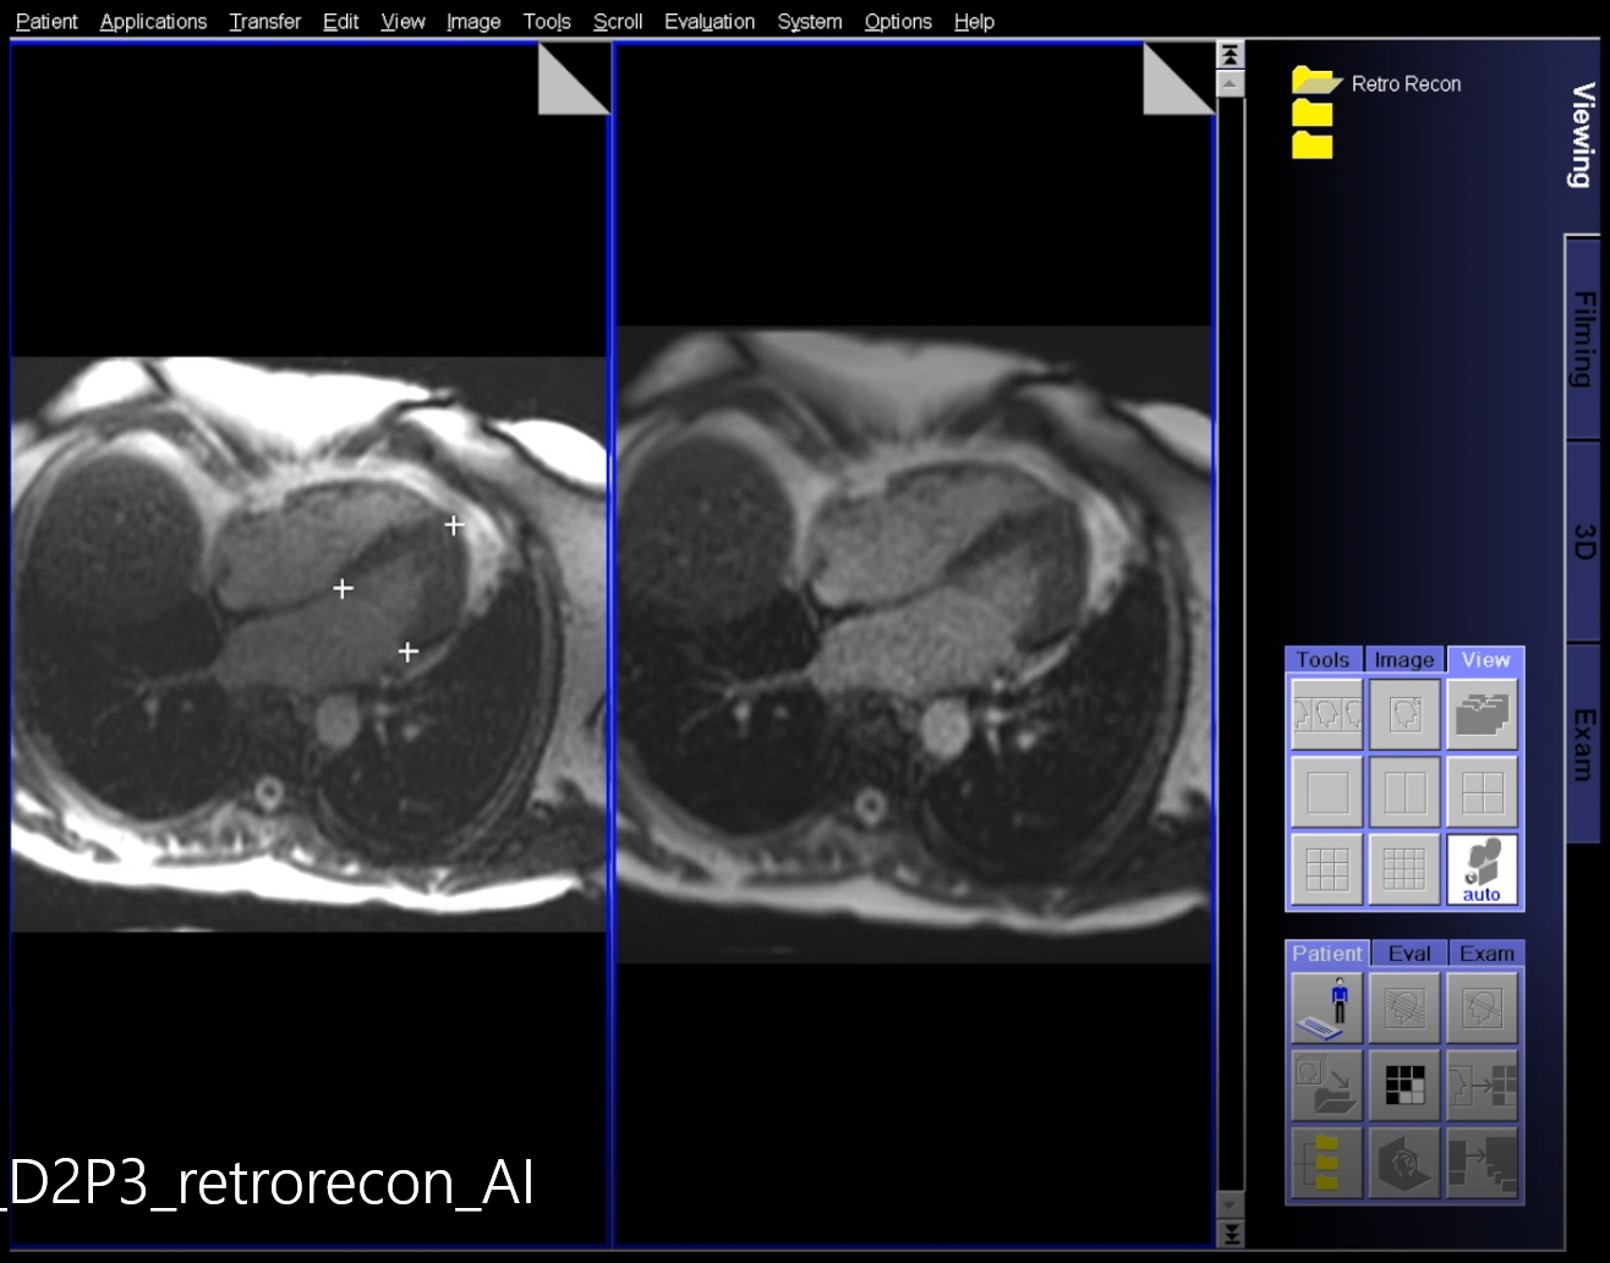 Patient Applications Transfer Edit View Image Tools Scroll Evaluation System Options Help
Retro Recon
Viewing
Filming
3D
Exam
Tools Image View
auto
Patient Eval Exam
_D2P3_retrorecon_AI